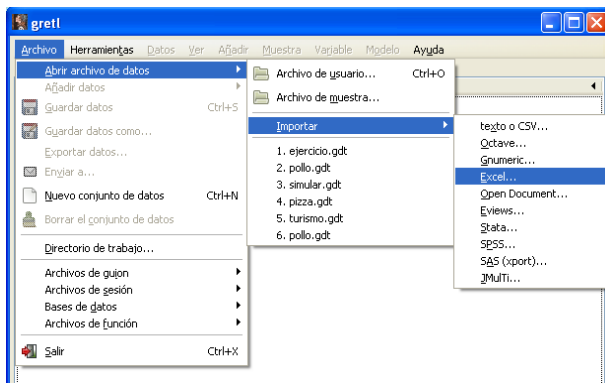 gretl
Archivo Herramientas Datos Ver Añadir Muestra Variable Modelo Ayuda
Abrir archivo de datos
Añadir datos
Guardar datos Ctrl+S
Guardar datos como...
Exportar datos...
Enviar a...
Nuevo conjunto de datos Ctrl+N
Borrar el conjunto de datos
Directorio de trabajo...
Archivos de guion
Archivos de sesión
Bases de datos
Archivos de función
Salir Ctrl+X
Archivo de usuario... Ctrl+O
Archivo de muestra...
Importar
1. ejercicio.gdt
2. pollo.gdt
3. simular.gdt
4. pizza.gdt
5. turismo.gdt
6. pollo.gdt
texto o CSV...
Octave...
Gnumeric...
Excel...
Open Document...
Eviews...
Stata...
SPSS...
SAS (xport)...
JMulTi...